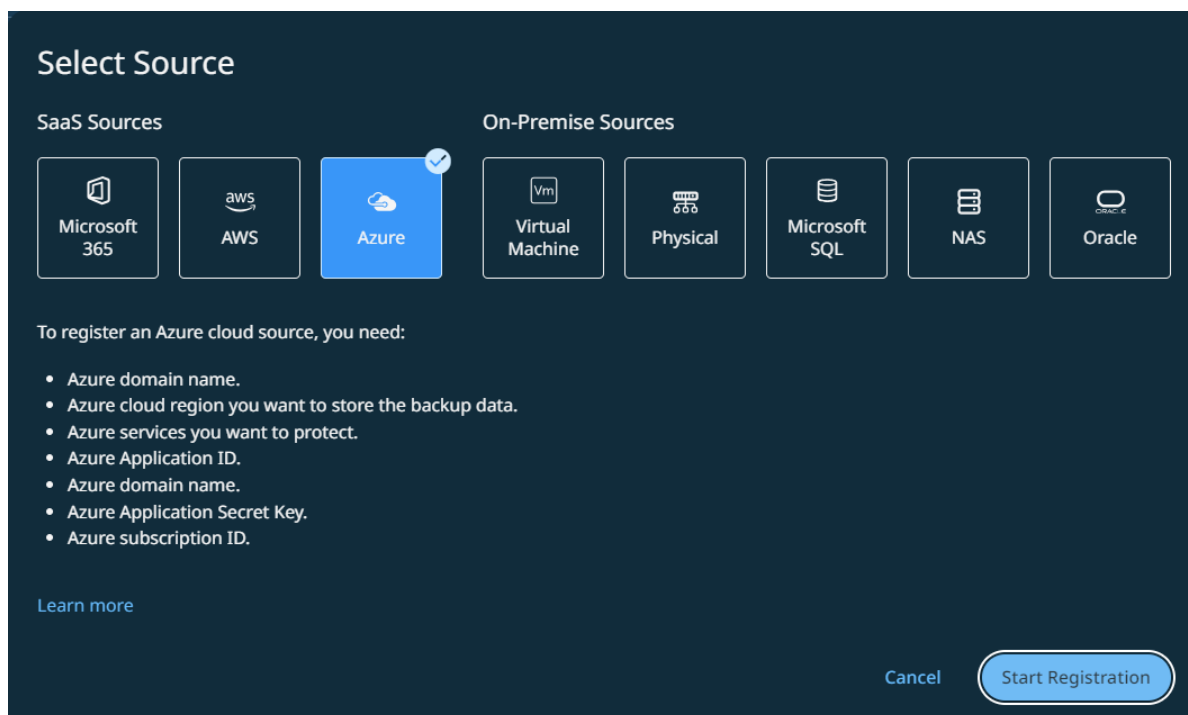 Select Source
SaaS Sources
On-Premise Sources
Microsoft
365
aws
AWS
Azure
Vm
Virtual
Machine
Physical
Microsoft
SQL
NAS
ORACLE
Oracle
To register an Azure cloud source, you need:
• Azure domain name.
• Azure cloud region you want to store the backup data.
• Azure services you want to protect.
• Azure Application ID.
• Azure domain name.
• Azure Application Secret Key.
• Azure subscription ID.
Learn more
Cancel
Start Registration